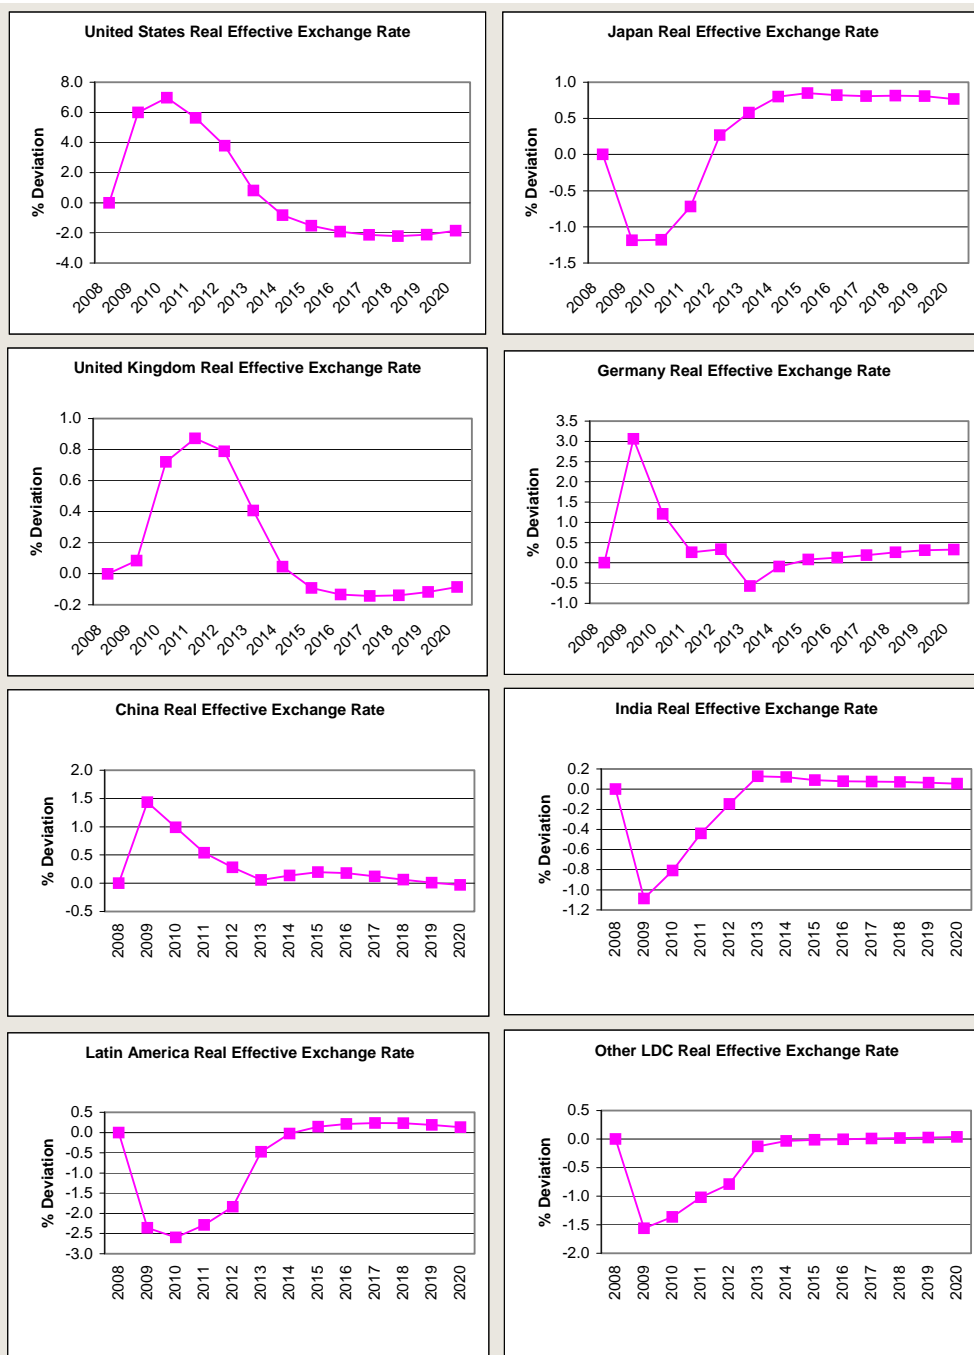 United States Real Effective Exchange Rate
% Deviation
8.0
6.0
4.0
2.0
0.0
-2.0
-4.0
2008 2009 2010 2011 2012 2013 2014 2015 2016 2017 2018 2019 2020
Japan Real Effective Exchange Rate
% Deviation
1.0
0.5
0.0
-0.5
-1.0
-1.5
2008 2009 2010 2011 2012 2013 2014 2015 2016 2017 2018 2019 2020
United Kingdom Real Effective Exchange Rate
% Deviation
1.0
0.8
0.6
0.4
0.2
0.0
-0.2
2008 2009 2010 2011 2012 2013 2014 2015 2016 2017 2018 2019 2020
Germany Real Effective Exchange Rate
% Deviation
3.5
3.0
2.5
2.0
1.5
1.0
0.5
0.0
-0.5
-1.0
2008 2009 2010 2011 2012 2013 2014 2015 2016 2017 2018 2019 2020
China Real Effective Exchange Rate
% Deviation
2.0
1.5
1.0
0.5
0.0
-0.5
2008 2009 2010 2011 2012 2013 2014 2015 2016 2017 2018 2019 2020
India Real Effective Exchange Rate
% Deviation
0.2
0.0
-0.2
-0.4
-0.6
-0.8
-1.0
-1.2
2008 2009 2010 2011 2012 2013 2014 2015 2016 2017 2018 2019 2020
Latin America Real Effective Exchange Rate
% Deviation
0.5
0.0
-0.5
-1.0
-1.5
-2.0
-2.5
-3.0
2008 2009 2010 2011 2012 2013 2014 2015 2016 2017 2018 2019 2020
Other LDC Real Effective Exchange Rate
% Deviation
0.5
0.0
-0.5
-1.0
-1.5
-2.0
2008 2009 2010 2011 2012 2013 2014 2015 2016 2017 2018 2019 2020